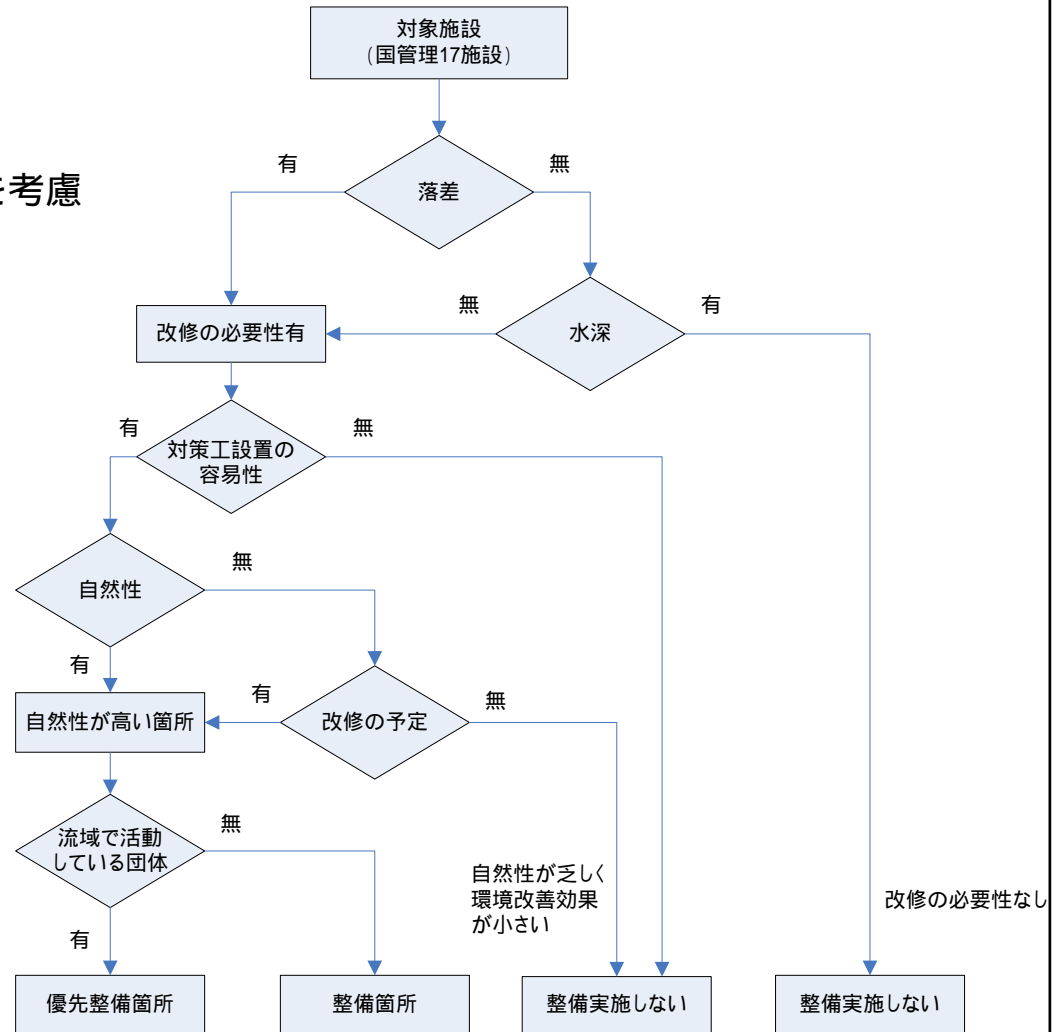 対象施設
(国管理17施設)
を考慮
有
無
落差
無
有
改修の必要性有
水深
有
無
対策工設置の
容易性
無
自然性
有
有
無
自然性が高い箇所
改修の予定
無
流域で活動
している団体
自然性が乏しく
環境改善効果
が小さい
改修の必要性なし
有
優先整備箇所
整備箇所
整備実施しない
整備実施しない